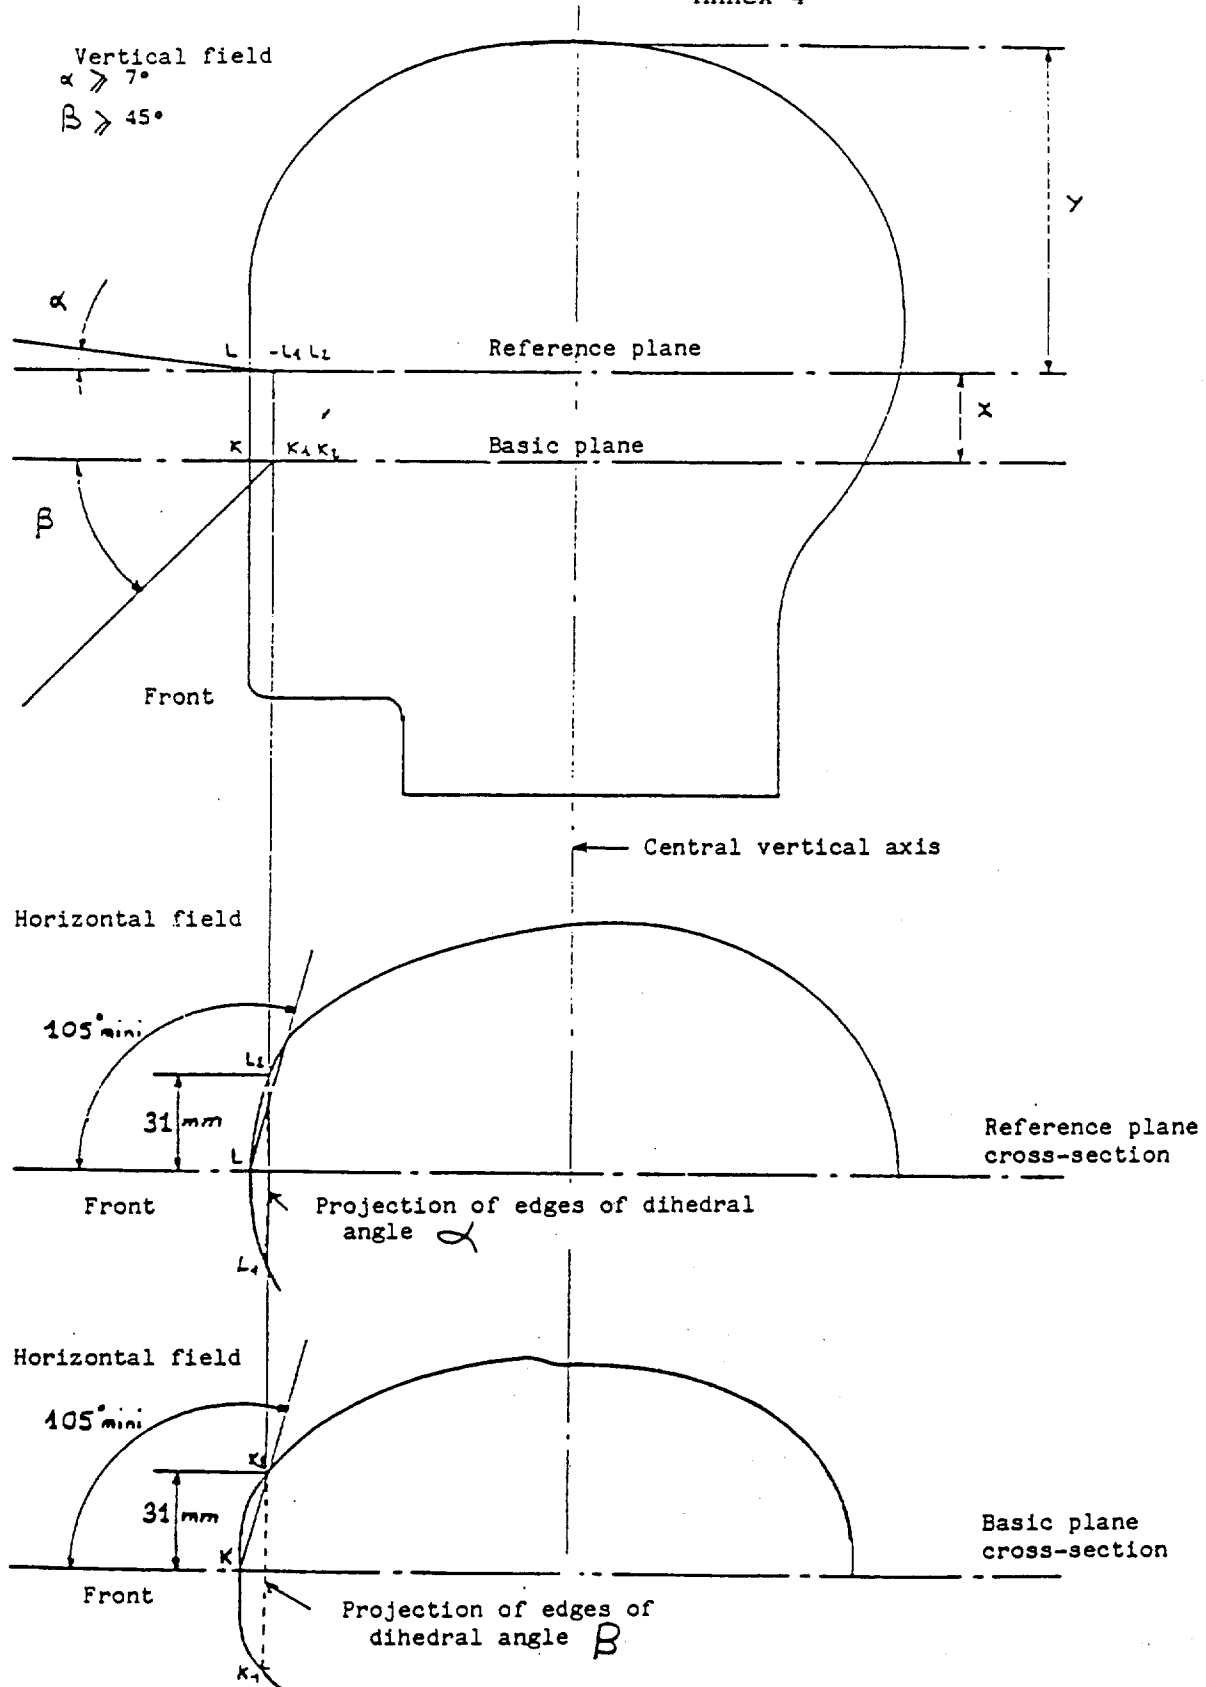 Annex 4
Vertical field
α ⩾ 7°
β ⩾ 45°
Y
α
L
L1 L2
Reference plane
X
K
K1 K2
Basic plane
β
Front
Central vertical axis
Horizontal field
105° mini
L2
31 mm
L
Reference plane
cross-section
Front
Projection of edges of dihedral
angle α
L1
Horizontal field
105° mini
K2
31 mm
K
Basic plane
cross-section
Front
Projection of edges of
dihedral angle β
K1